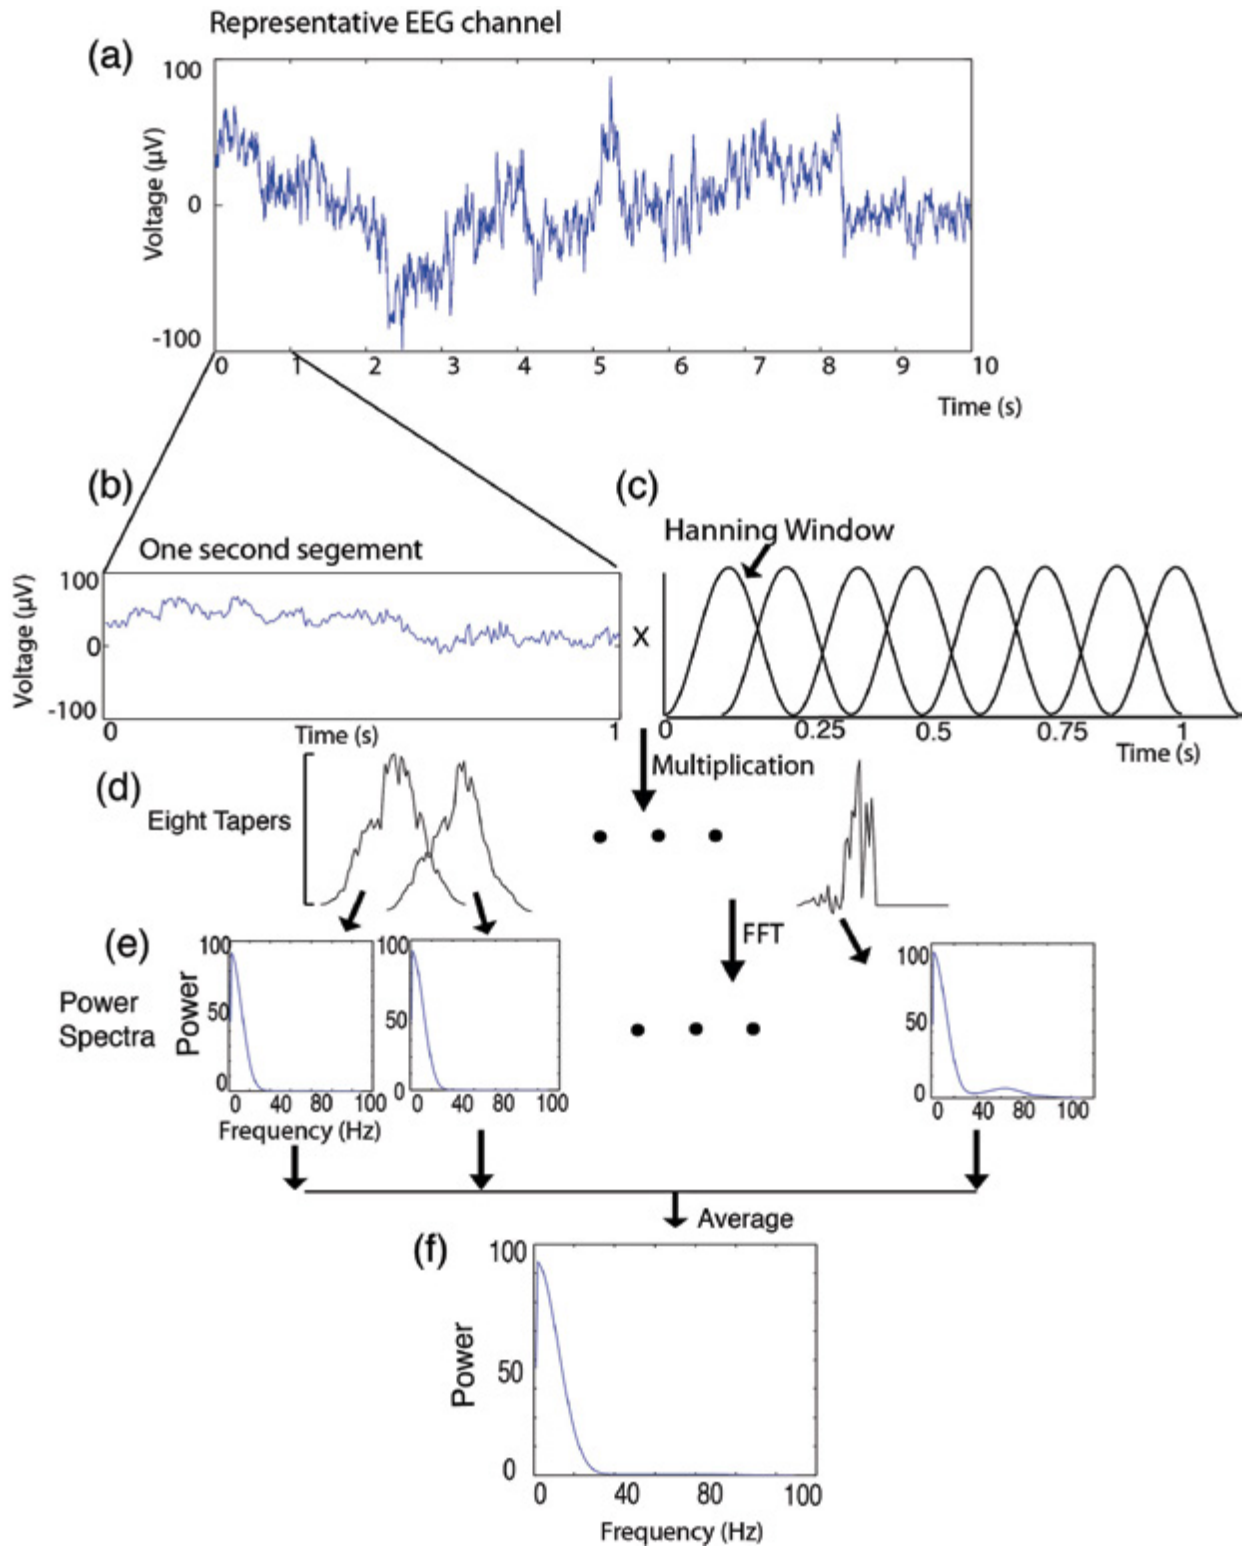 Representative EEG channel
(a)
100
0
-100
Voltage (µV)
0 1 2 3 4 5 6 7 8 9 10
Time (s)
(b)
One second segement
100
0
-100
Voltage (µV)
0 1
Time (s)
X
(c)
Hanning Window
0 0.25 0.5 0.75 1
Time (s)
Multiplication
(d)
Eight Tapers
FFT
(e)
Power
Spectra
Power
100
50
0
0 40 80 100
Frequency (Hz)
100
50
0
0 40 80 100
100
50
0
0 40 80 100
Average
(f)
100
50
0
Power
0 40 80 100
Frequency (Hz)